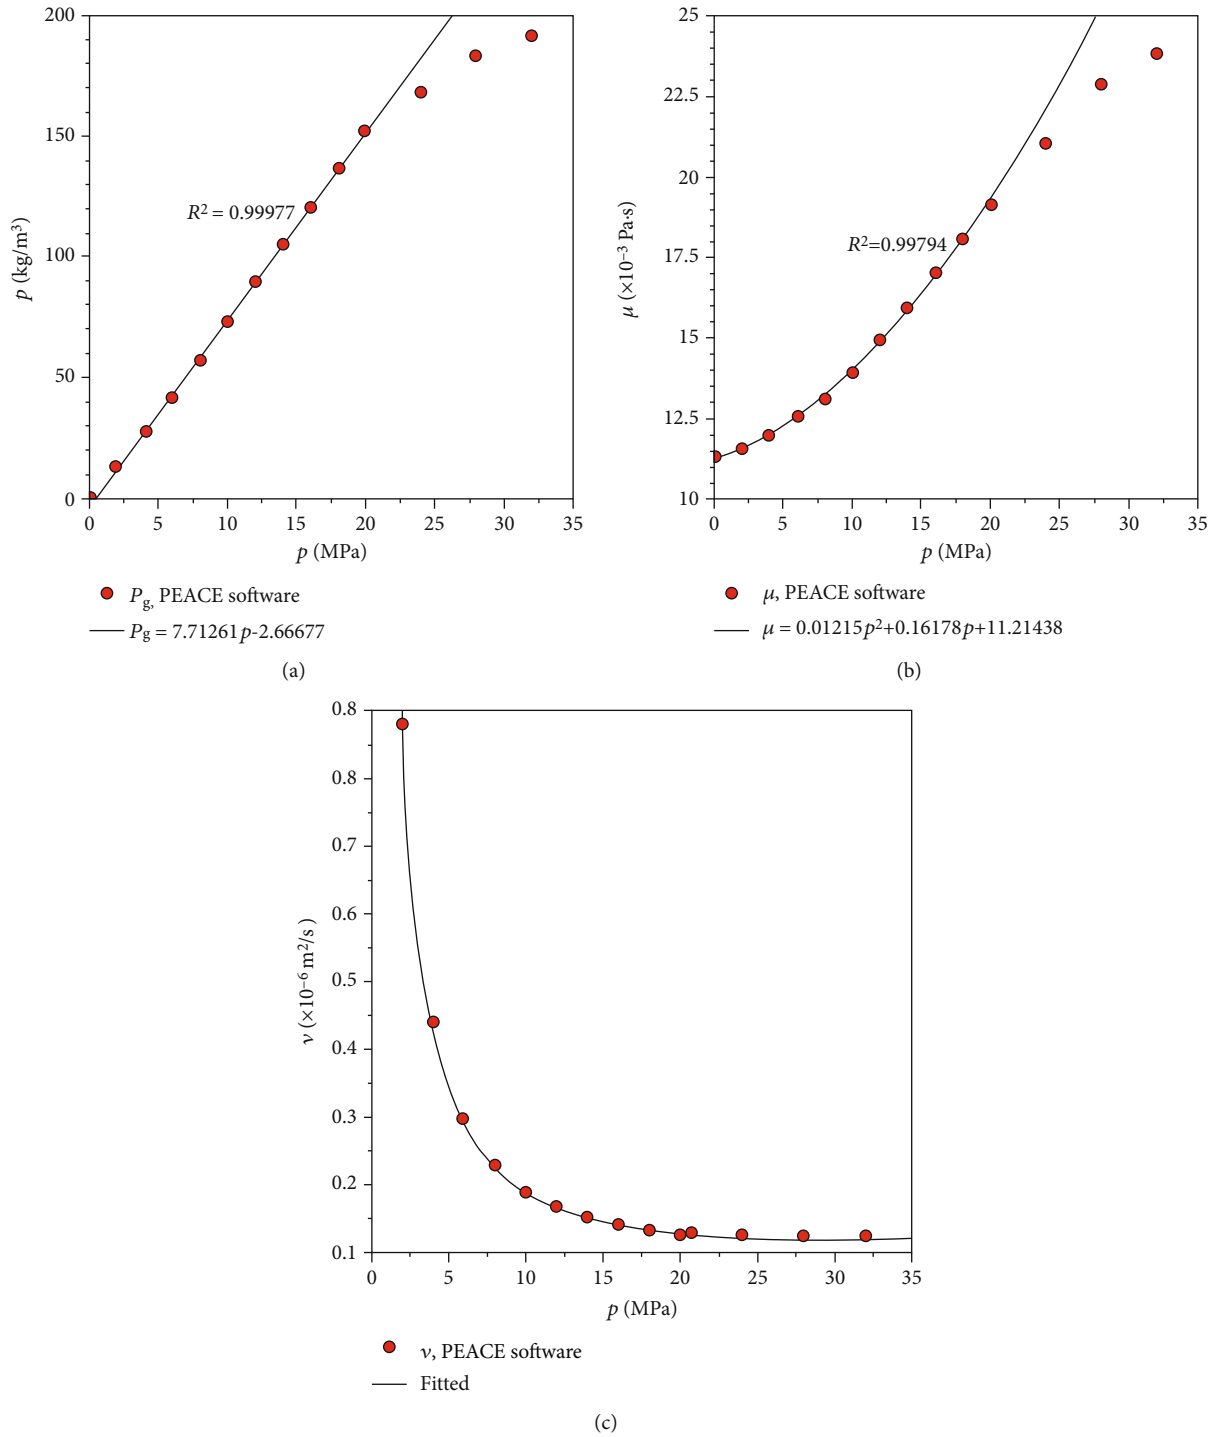 200
150
100
50
0
p (kg/m³)
R² = 0.99977
0 5 10 15 20 25 30 35
p (MPa)
P_g, PEACE software
P_g = 7.71261p-2.66677
(a)
25
22.5
20
17.5
15
12.5
10
μ (×10⁻³ Pa·s)
R²=0.99794
0 5 10 15 20 25 30 35
p (MPa)
μ, PEACE software
μ = 0.01215p²+0.16178p+11.21438
(b)
0.8
0.8
0.7
0.6
0.5
0.4
0.3
0.2
0.1
ν (×10⁻⁶ m²/s)
0 5 10 15 20 25 30 35
p (MPa)
ν, PEACE software
Fitted
(c)